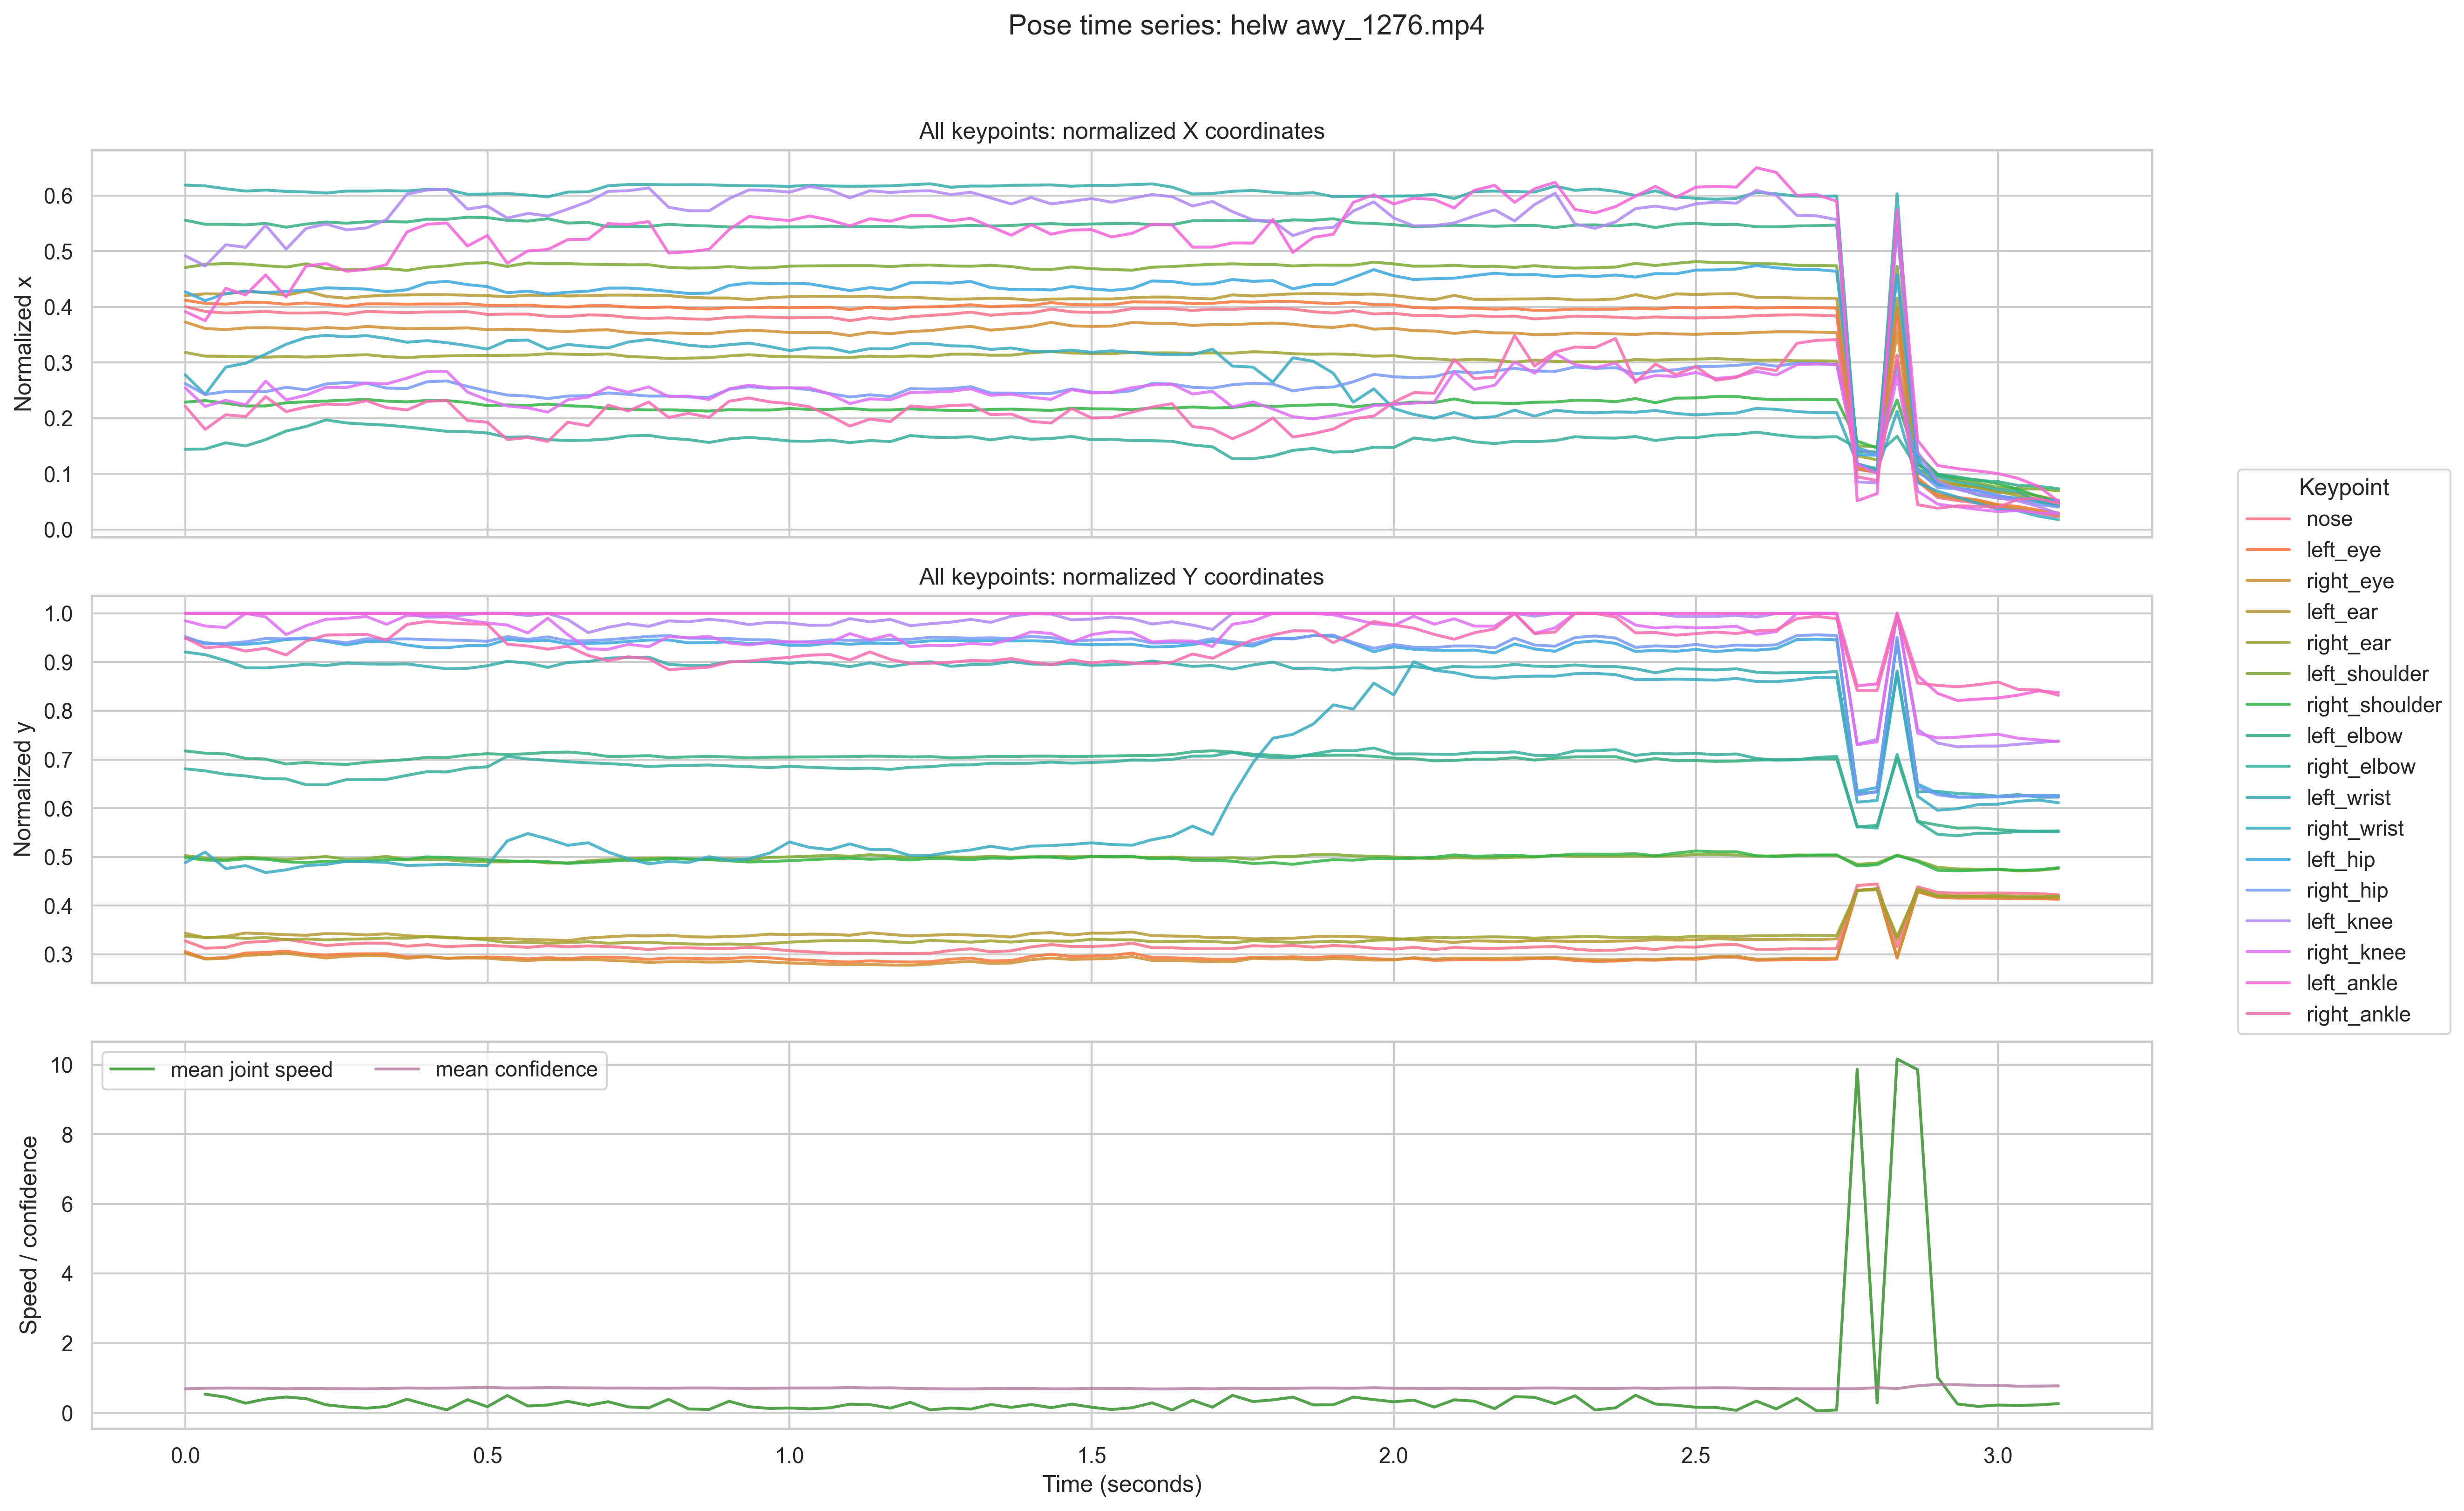 Pose time series: helw awy_1276.mp4
All keypoints: normalized X coordinates
Normalized x
0.6
0.5
0.4
0.3
0.2
0.1
0.0
All keypoints: normalized Y coordinates
Normalized y
1.0
0.9
0.8
0.7
0.6
0.5
0.4
0.3
Speed / confidence
10
8
6
4
2
0
mean joint speed mean confidence
0.0 0.5 1.0 1.5 2.0 2.5 3.0
Time (seconds)
Keypoint
nose
left_eye
right_eye
left_ear
right_ear
left_shoulder
right_shoulder
left_elbow
right_elbow
left_wrist
right_wrist
left_hip
right_hip
left_knee
right_knee
left_ankle
right_ankle